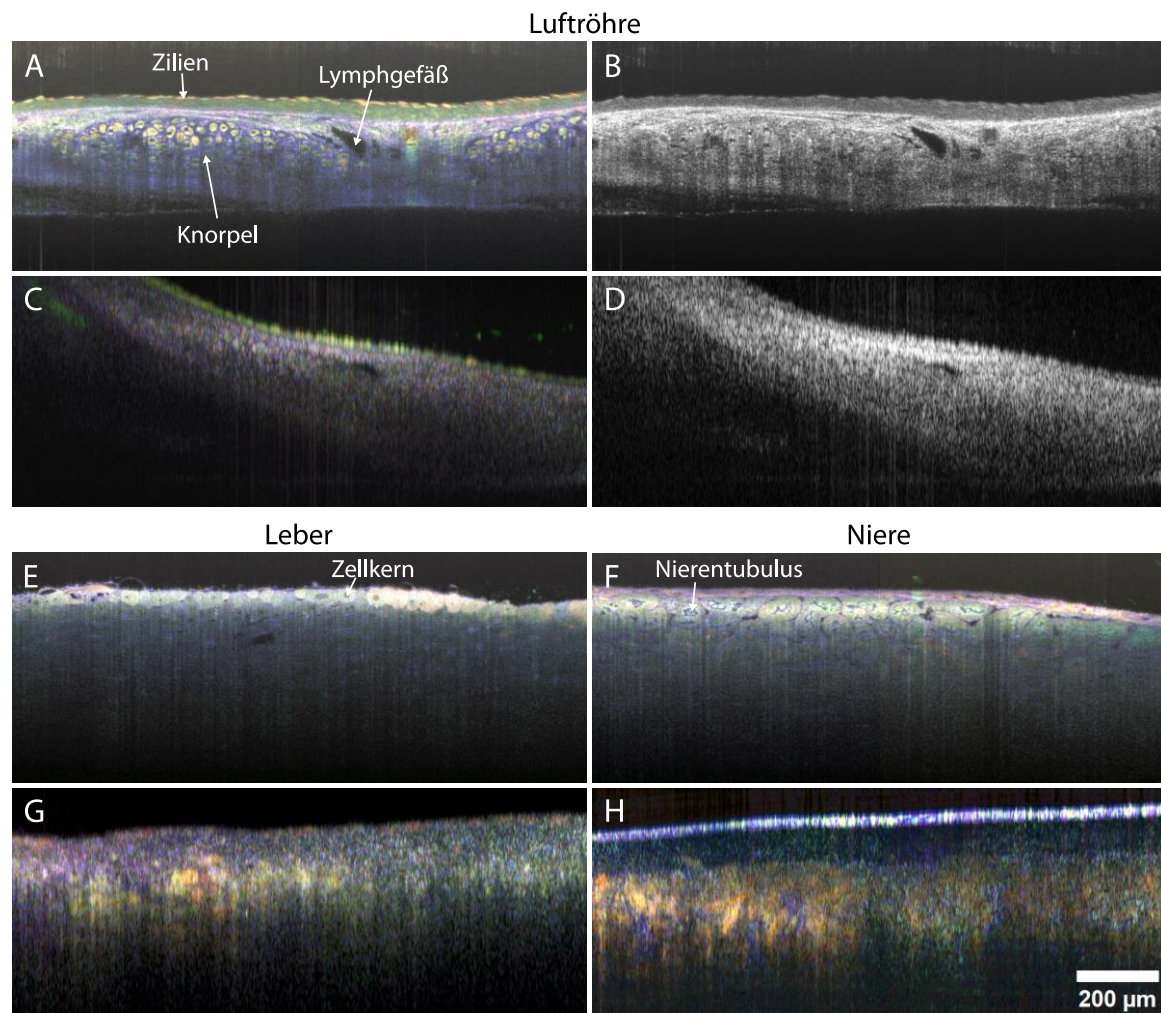 Luftröhre
A
Zilien
Lymphgefäß
Knorpel
B
C
D
Leber
Niere
E
Zellkern
F
Nierentubulus
G
H
200 µm